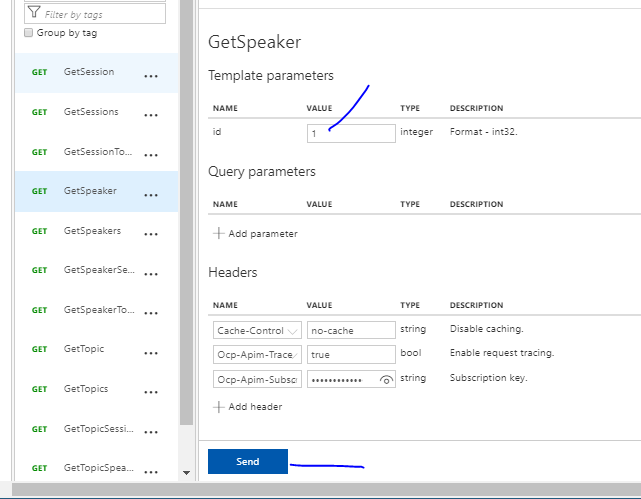 Filter by tags
Group by tag
GET GetSession ...
GET GetSessions ...
GET GetSessionTo... ...
GET GetSpeaker ...
GET GetSpeakers ...
GET GetSpeakerSe... ...
GET GetSpeakerTo... ...
GET GetTopic ...
GET GetTopics ...
GET GetTopicSessi... ...
GET GetTopicSpea... ...
GetSpeaker
Template parameters
NAME VALUE TYPE DESCRIPTION
id 1 integer Format - int32.
Query parameters
NAME VALUE TYPE DESCRIPTION
+ Add parameter
Headers
NAME VALUE TYPE DESCRIPTION
Cache-Control no-cache string Disable caching.
Ocp-Apim-Trace true bool Enable request tracing.
Ocp-Apim-Subsc •••••••••••• string Subscription key.
+ Add header
Send